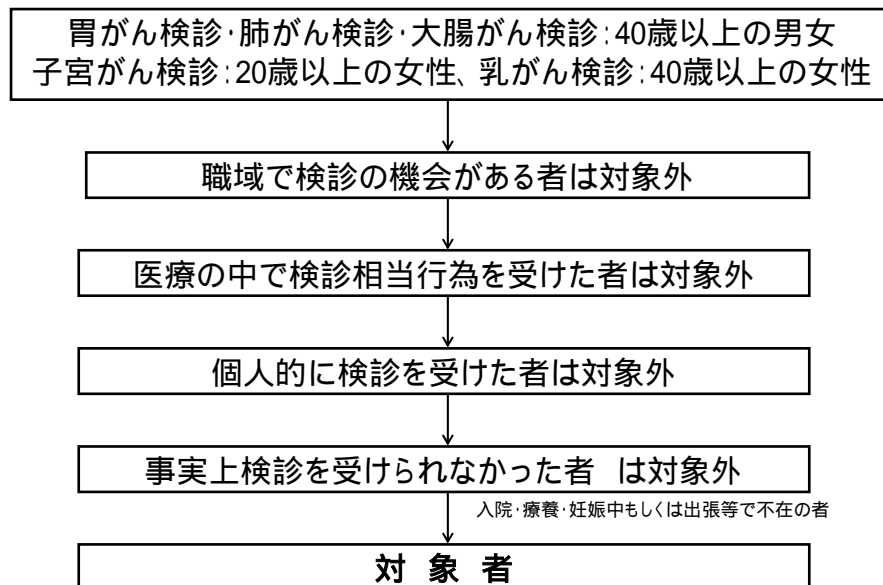 胃がん検診･肺がん検診･大腸がん検診:40歳以上の男女
子宮がん検診:20歳以上の女性、乳がん検診:40歳以上の女性
職域で検診の機会がある者は対象外
医療の中で検診相当行為を受けた者は対象外
個人的に検診を受けた者は対象外
事実上検診を受けられなかった者　は対象外
入院･療養･妊娠中もしくは出張等で不在の者
対 象 者